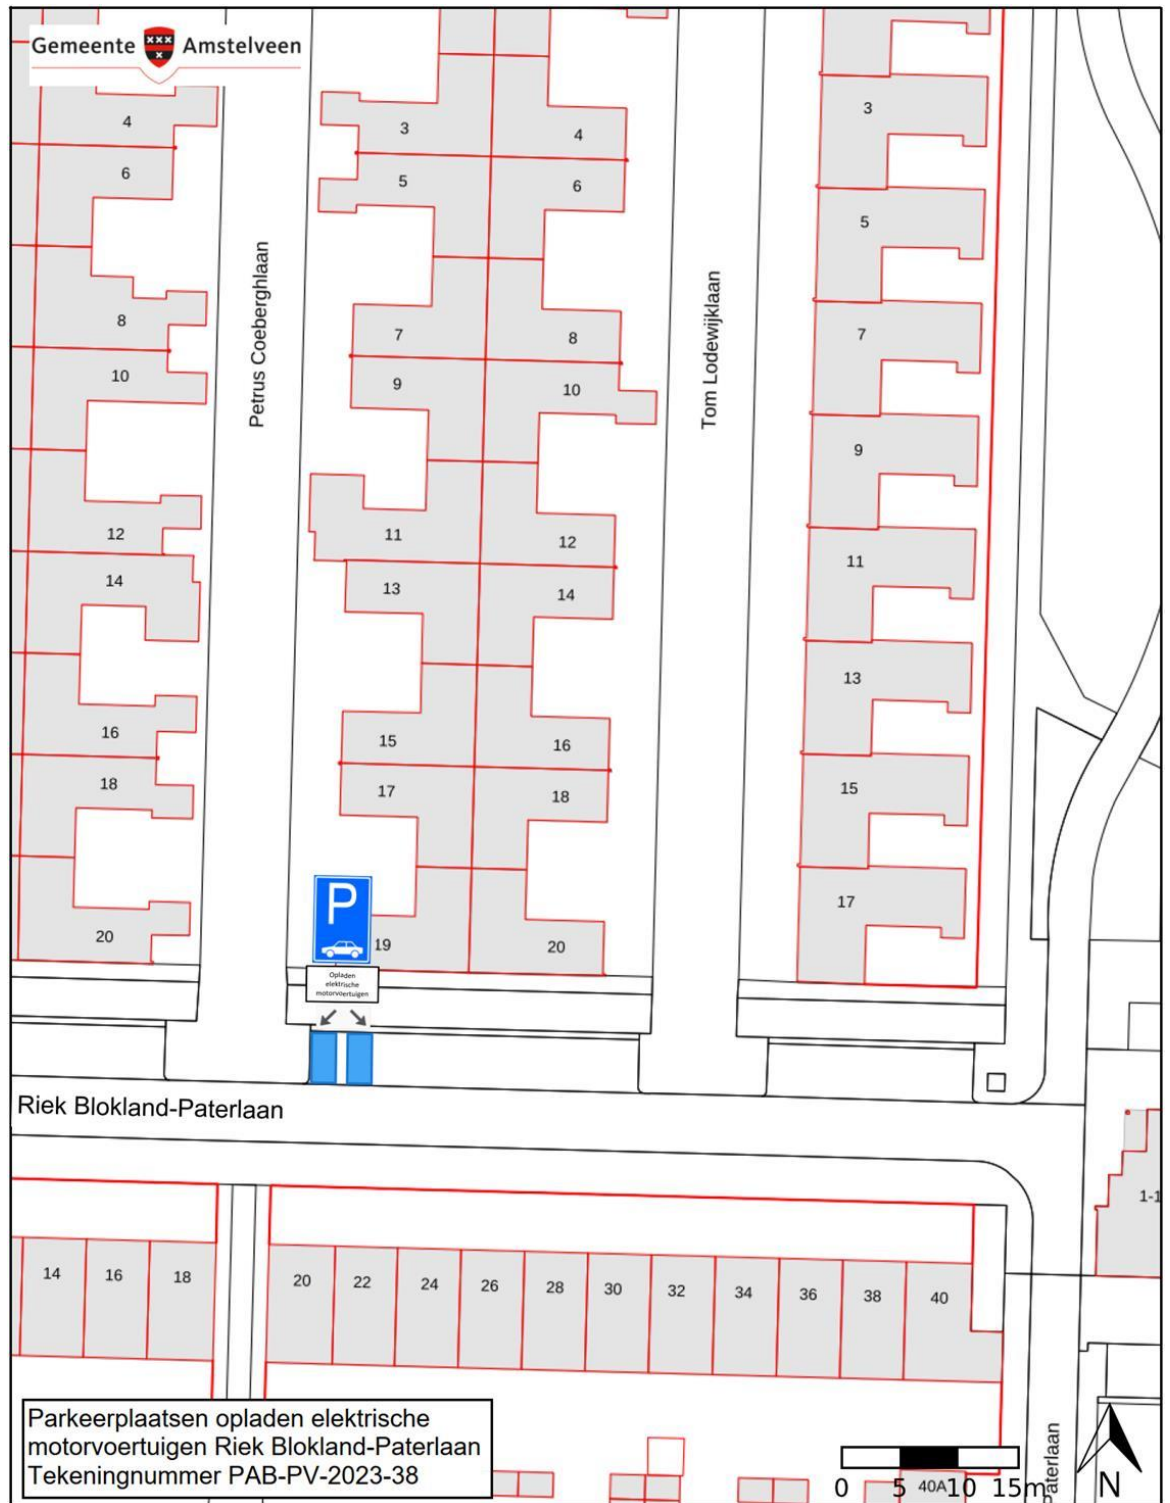 Gemeente Amstelveen
4
6
8
10
12
14
16
18
20
Petrus Coeberghlaan
3
5
7
9
11
13
15
17
19
4
6
8
10
12
14
16
18
20
Tom Lodewijklaan
3
5
7
9
11
13
15
17
P
Opladen
elektrische
motorvoertuigen
Riek Blokland-Paterlaan
1-1
14 16 18 20 22 24 26 28 30 32 34 36 38 40
Parkeerplaatsen opladen elektrische
motorvoertuigen Riek Blokland-Paterlaan
Tekeningnummer PAB-PV-2023-38
0 5 10 15m
40A
Paterlaan
N